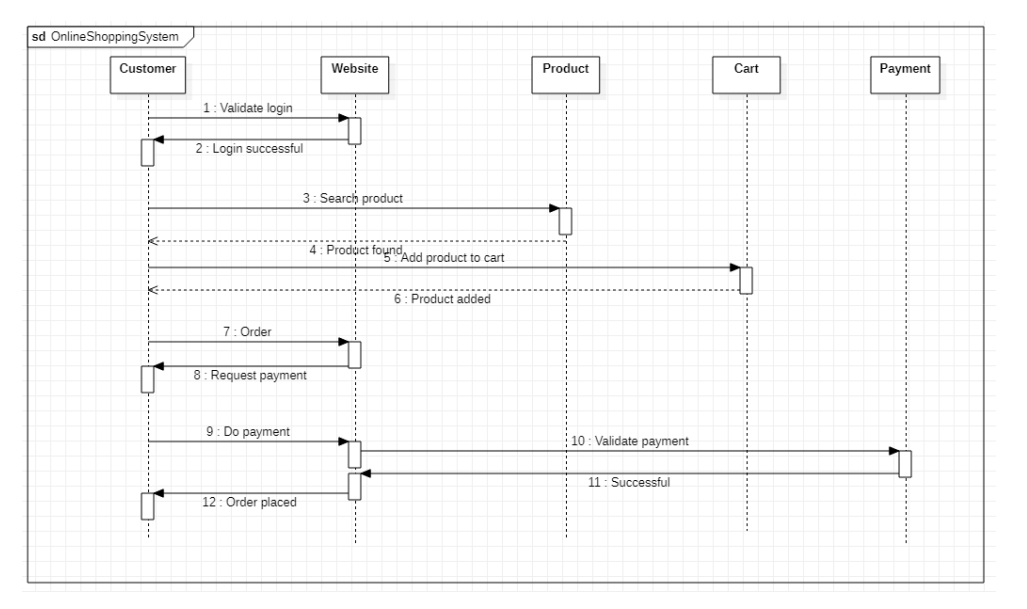 sd OnlineShoppingSystem
Customer Website Product Cart Payment
1 : Validate login
2 : Login successful
3 : Search product
4 : Product found
5 : Add product to cart
6 : Product added
7 : Order
8 : Request payment
9 : Do payment
10 : Validate payment
11 : Successful
12 : Order placed